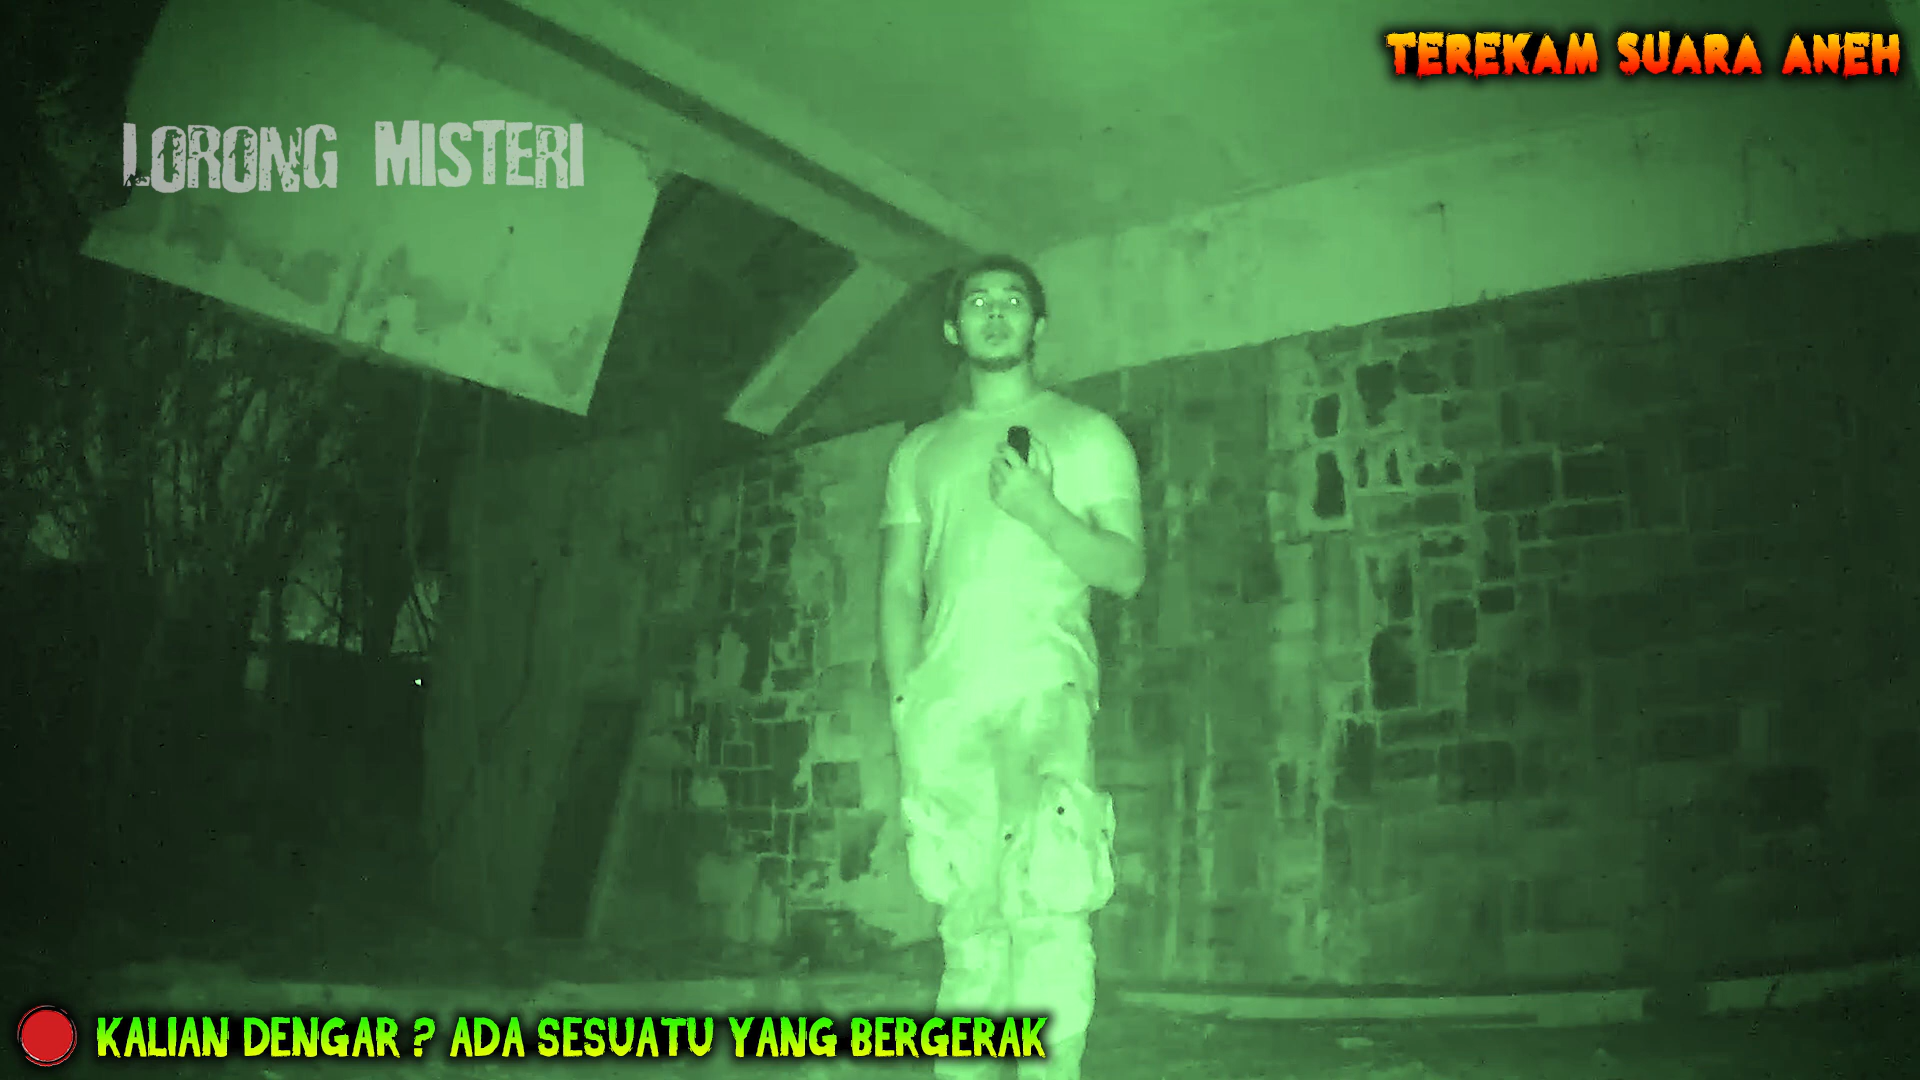 TEREKAM SUARA ANEH
LORONG MISTERI
KALIAN DENGAR ? ADA SESUATU YANG BERGERAK